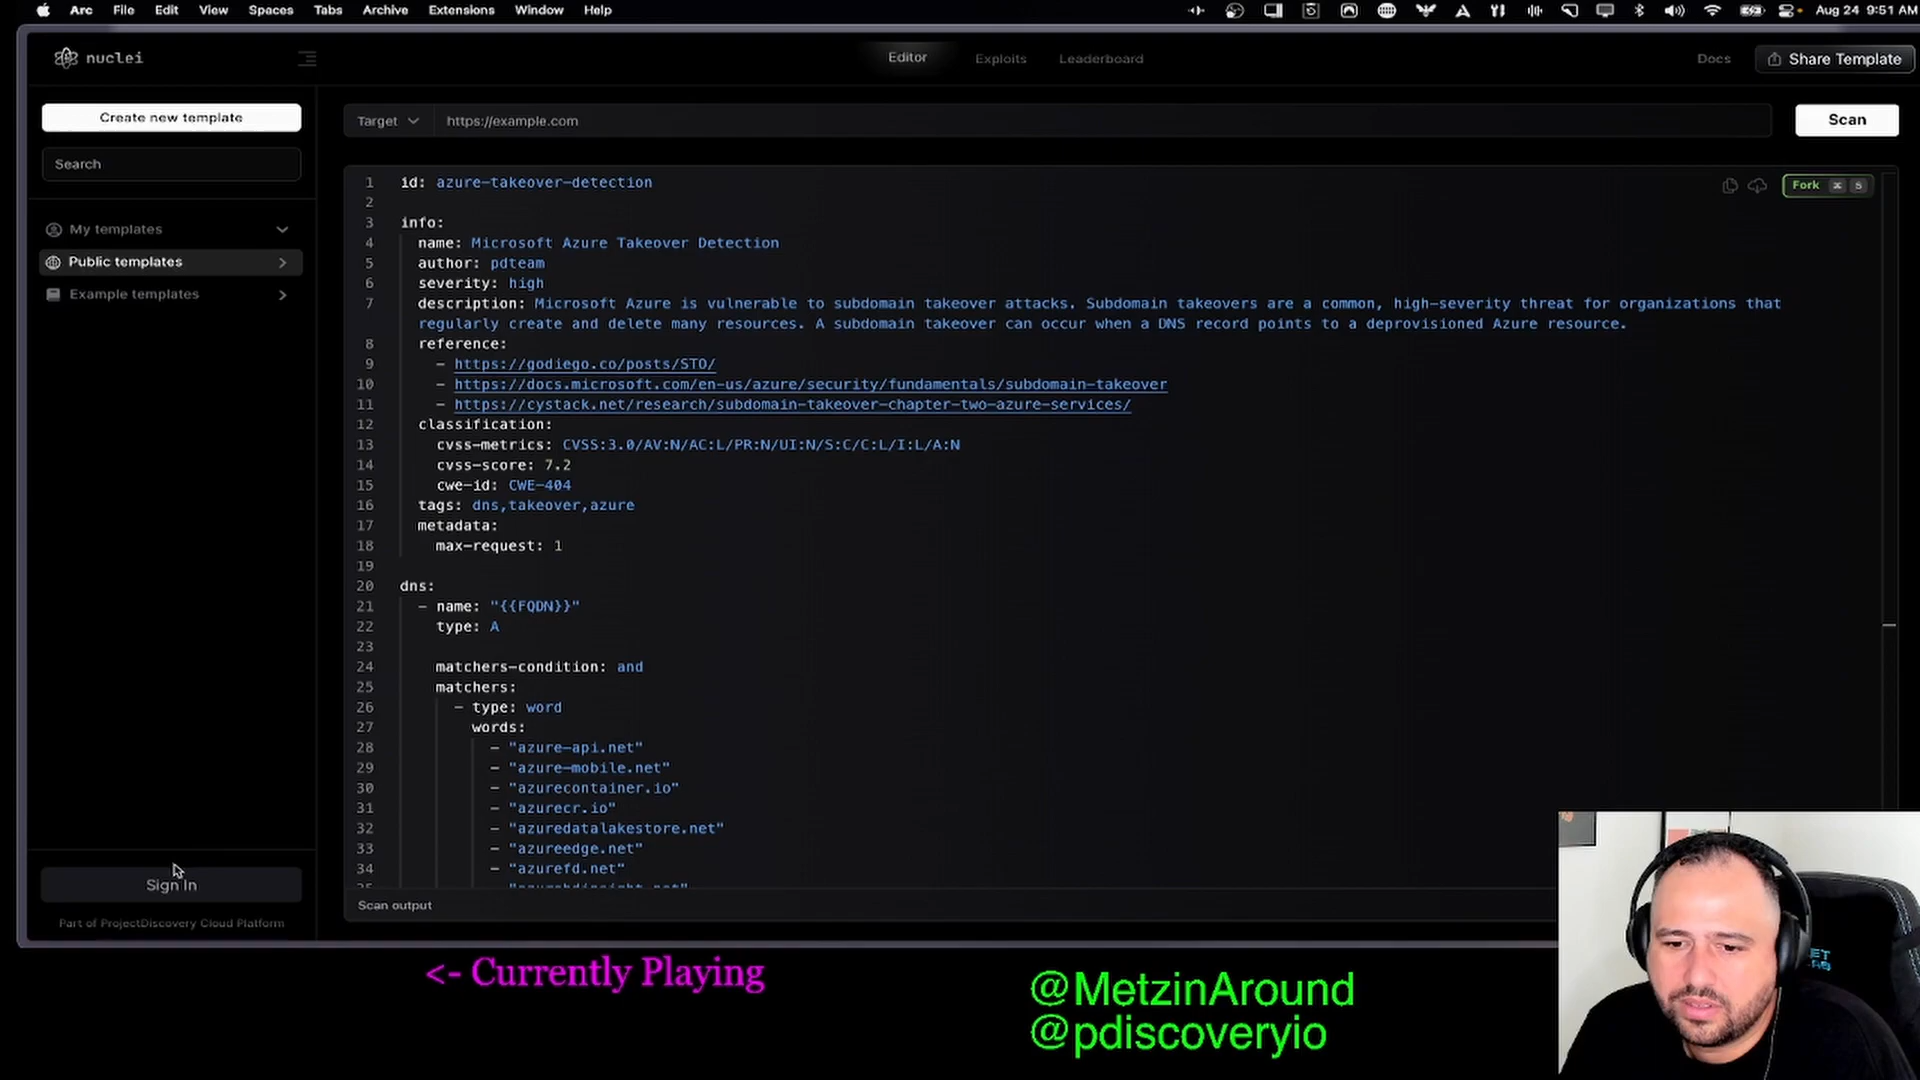 Arc File Edit View Spaces Tabs Archive Extensions Window Help Aug 24 9:51 AM
nuclei Editor Exploits Leaderboard Docs Share Template
Create new template
Target https://example.com Scan
Search
Fork ⌘ S
My templates
Public templates
Example templates
1 id: azure-takeover-detection
2
3 info:
4 name: Microsoft Azure Takeover Detection
5 author: pdteam
6 severity: high
7 description: Microsoft Azure is vulnerable to subdomain takeover attacks. Subdomain takeovers are a common, high-severity threat for organizations that
regularly create and delete many resources. A subdomain takeover can occur when a DNS record points to a deprovisioned Azure resource.
8 reference:
9 - https://godiego.co/posts/STO/
10 - https://docs.microsoft.com/en-us/azure/security/fundamentals/subdomain-takeover
11 - https://cystack.net/research/subdomain-takeover-chapter-two-azure-services/
12 classification:
13 cvss-metrics: CVSS:3.0/AV:N/AC:L/PR:N/UI:N/S:C/C:L/I:L/A:N
14 cvss-score: 7.2
15 cwe-id: CWE-404
16 tags: dns,takeover,azure
17 metadata:
18 max-request: 1
19
20 dns:
21 - name: "{{FQDN}}"
22 type: A
23
24 matchers-condition: and
25 matchers:
26 - type: word
27 words:
28 - "azure-api.net"
29 - "azure-mobile.net"
30 - "azurecontainer.io"
31 - "azurecr.io"
32 - "azuredatalakestore.net"
33 - "azureedge.net"
34 - "azurefd.net"
Sign In
Scan output
Part of ProjectDiscovery Cloud Platform
<- Currently Playing
@MetzinAround
@pdiscoveryio